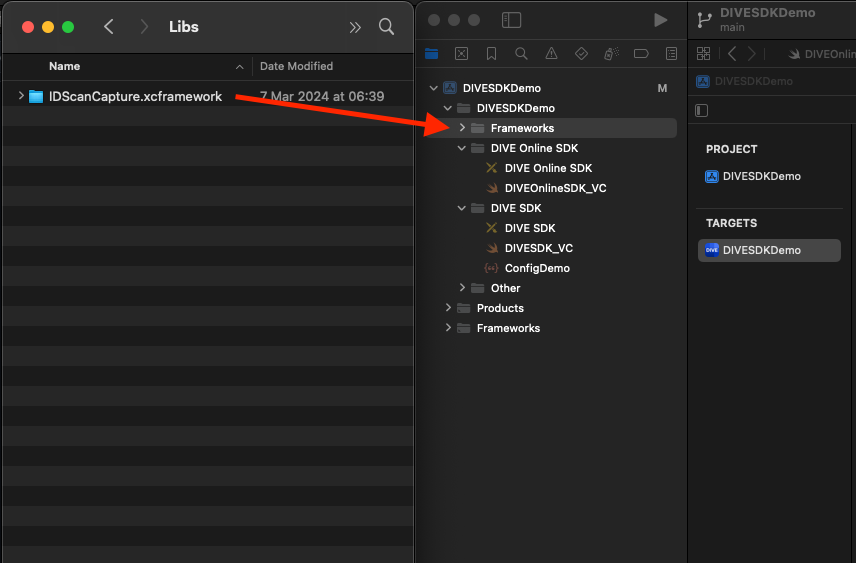 Libs
Name
Date Modified
IDScanCapture.xcframework
7 Mar 2024 at 06:39
DIVESDKDemo
M
DIVESDKDemo
Frameworks
DIVE Online SDK
DIVE Online SDK
DIVEOnlineSDK_VC
DIVE SDK
DIVE SDK
DIVESDK_VC
ConfigDemo
Other
Products
Frameworks
DIVESDKDemo
main
DIVEOnlin
DIVESDKDemo
PROJECT
DIVESDKDemo
TARGETS
DIVE
DIVESDKDemo